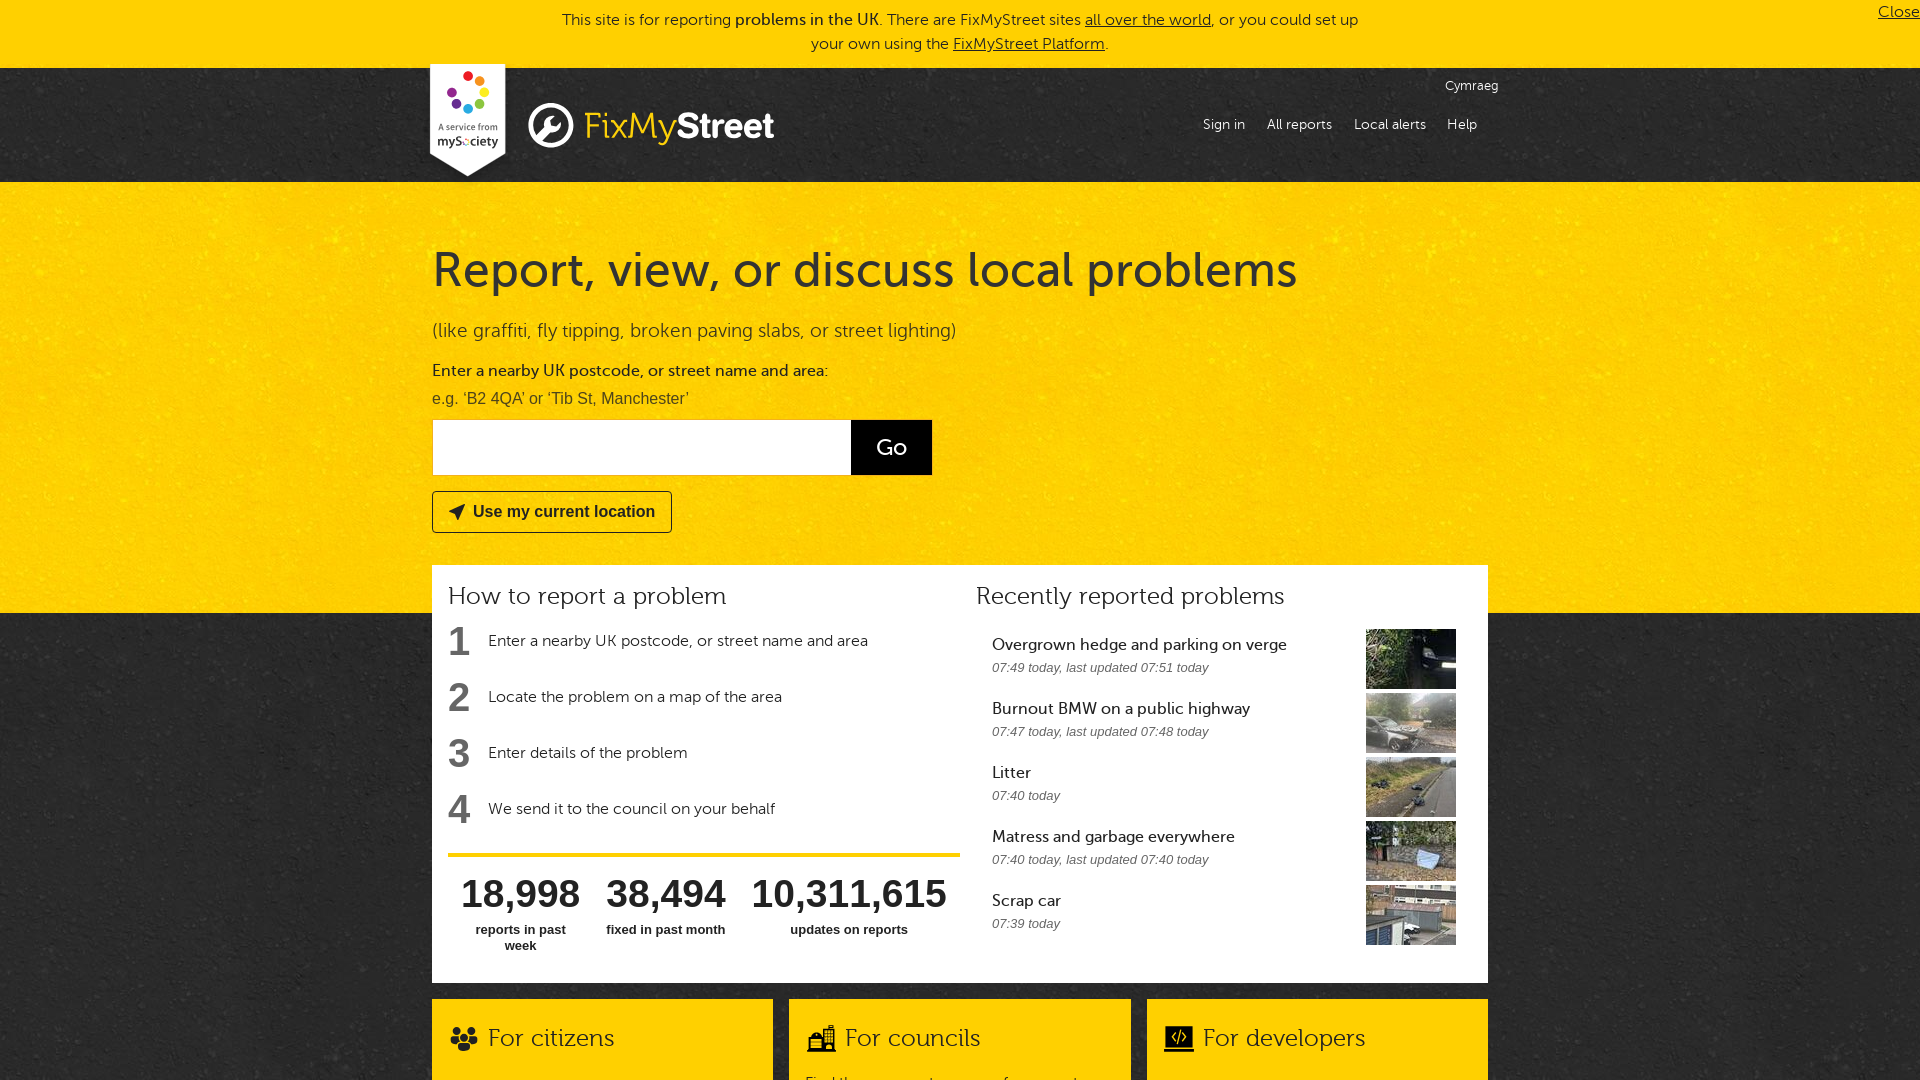 This site is for reporting problems in the UK. There are FixMyStreet sites all over the world, or you could set up
your own using the FixMyStreet Platform.
Close
A service from
mySociety
FixMyStreet
Cymraeg
Sign in
All reports
Local alerts
Help
Report, view, or discuss local problems
(like graffiti, fly tipping, broken paving slabs, or street lighting)
Enter a nearby UK postcode, or street name and area:
e.g. ‘B2 4QA’ or ‘Tib St, Manchester’
Go
Use my current location
How to report a problem
1 Enter a nearby UK postcode, or street name and area
2 Locate the problem on a map of the area
3 Enter details of the problem
4 We send it to the council on your behalf
18,998
reports in past
week
38,494
fixed in past month
10,311,615
updates on reports
Recently reported problems
Overgrown hedge and parking on verge
07:49 today, last updated 07:51 today
Burnout BMW on a public highway
07:47 today, last updated 07:48 today
Litter
07:40 today
Matress and garbage everywhere
07:40 today, last updated 07:40 today
Scrap car
07:39 today
For citizens
For councils
For developers